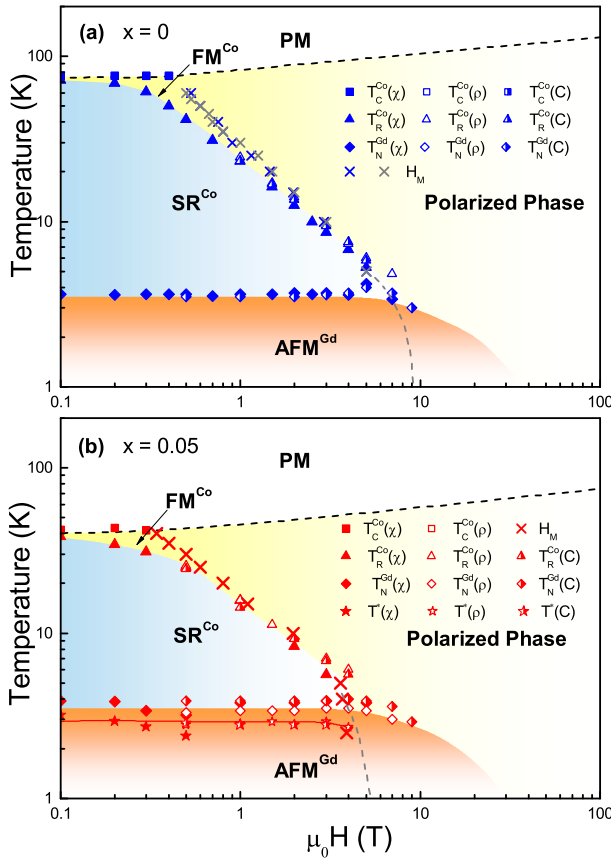 (a) x = 0
PM
FM^Co
T_C^Co(χ) T_C^Co(ρ) T_C^Co(C)
T_R^Co(χ) T_R^Co(ρ) T_R^Co(C)
T_N^Gd(χ) T_N^Gd(ρ) T_N^Gd(C)
H_M
SR^Co
Polarized Phase
AFM^Gd
Temperature (K)
100
10
1
0.1 1 10 100
(b) x = 0.05
PM
FM^Co
T_C^Co(χ) T_C^Co(ρ) H_M
T_R^Co(χ) T_R^Co(ρ) T_R^Co(C)
T_N^Gd(χ) T_N^Gd(ρ) T_N^Gd(C)
T*(χ) T*(ρ) T*(C)
SR^Co
Polarized Phase
AFM^Gd
Temperature (K)
100
10
1
0.1 1 10 100
μ₀H (T)